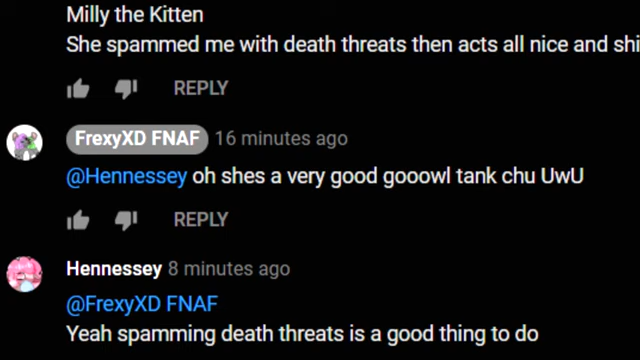 Milly the Kitten
She spammed me with death threats then acts all nice and
REPLY
FrexyXD FNAF 16 minutes ago
@Hennessey oh shes a very good gooowl tank chu UwU
REPLY
Hennessey 8 minutes ago
@FrexyXD FNAF
Yeah spamming death threats is a good thing to do